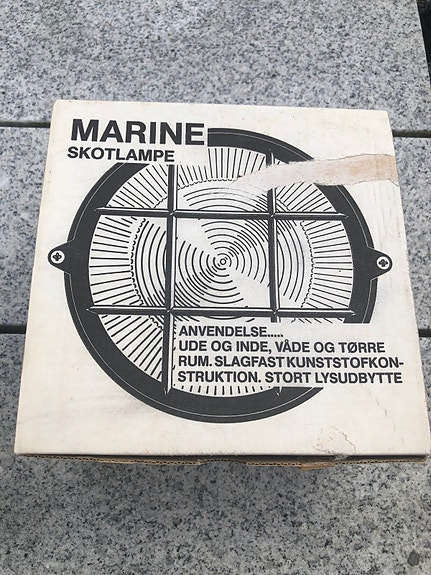 MARINE
SKOTLAMPE
ANVENDELSE.....
UDE OG INDE, VÅDE OG TØRRE
RUM. SLAGFAST KUNSTSTOFKON-
STRUKTION. STORT LYSUDBYTTE